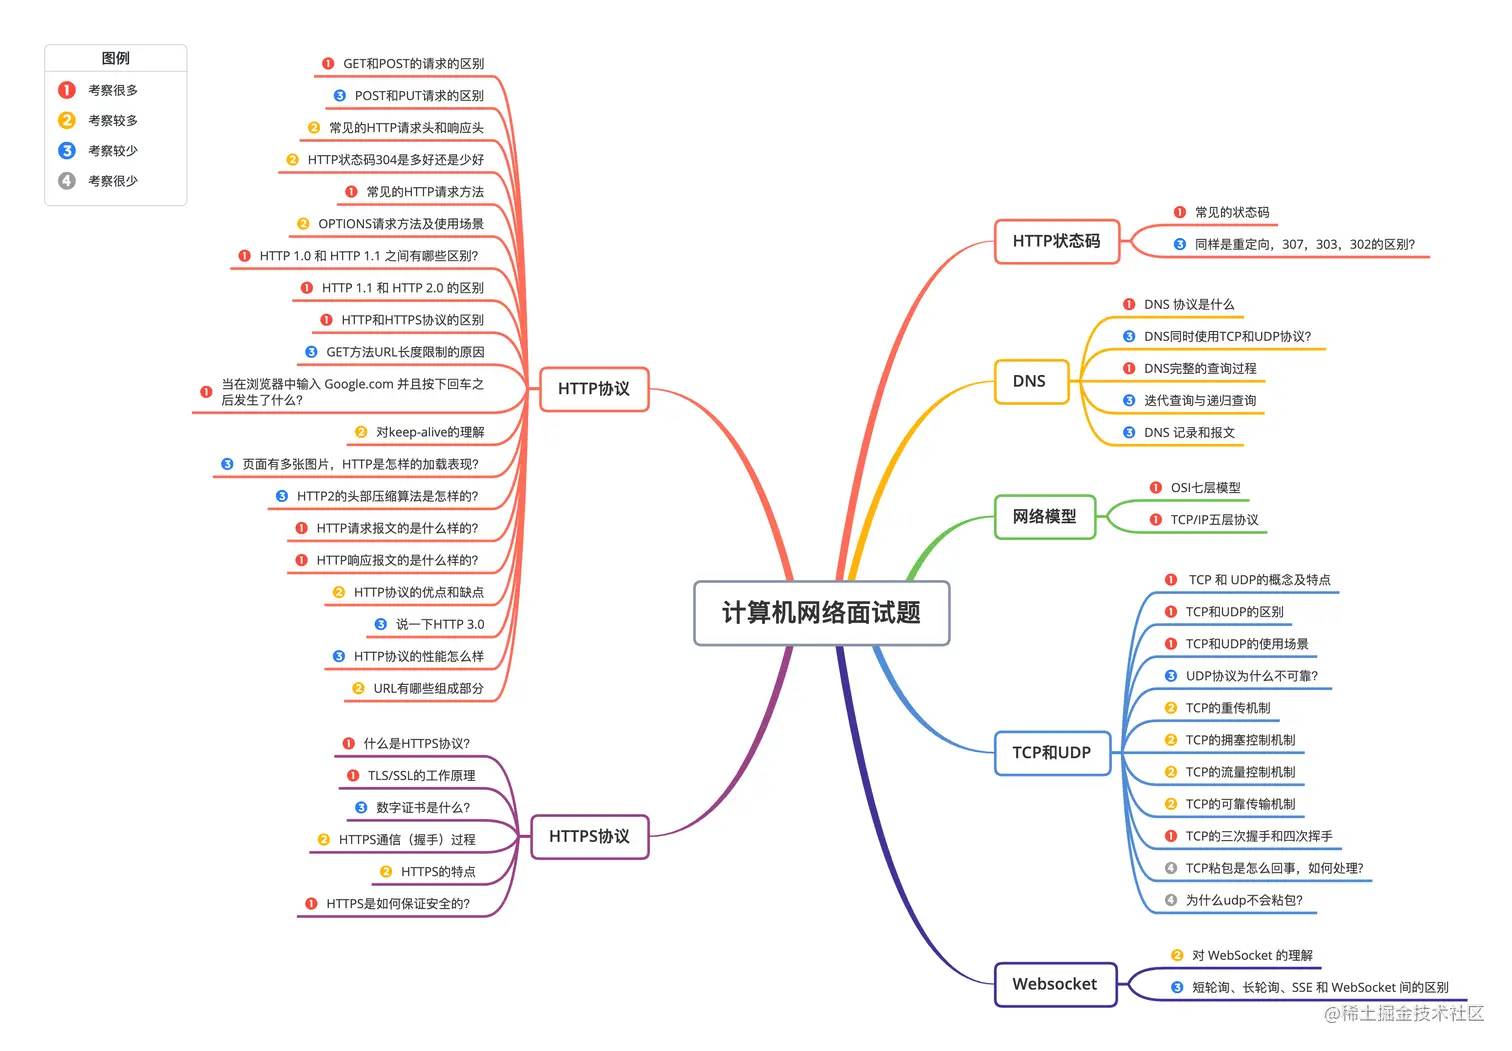 图例
1 考察很多
2 考察较多
3 考察较少
4 考察很少
计算机网络面试题
HTTP协议
1 GET和POST的请求的区别
3 POST和PUT请求的区别
2 常见的HTTP请求头和响应头
2 HTTP状态码304是多好还是少好
1 常见的HTTP请求方法
2 OPTIONS请求方法及使用场景
1 HTTP 1.0 和 HTTP 1.1 之间有哪些区别?
1 HTTP 1.1 和 HTTP 2.0 的区别
1 HTTP和HTTPS协议的区别
3 GET方法URL长度限制的原因
1 当在浏览器中输入 Google.com 并且按下回车之
后发生了什么?
2 对keep-alive的理解
3 页面有多张图片，HTTP是怎样的加载表现?
3 HTTP2的头部压缩算法是怎样的?
1 HTTP请求报文的是什么样的?
1 HTTP响应报文的是什么样的?
2 HTTP协议的优点和缺点
3 说一下HTTP 3.0
3 HTTP协议的性能怎么样
2 URL有哪些组成部分
HTTPS协议
1 什么是HTTPS协议?
1 TLS/SSL的工作原理
3 数字证书是什么?
2 HTTPS通信（握手）过程
2 HTTPS的特点
1 HTTPS是如何保证安全的?
HTTP状态码
1 常见的状态码
3 同样是重定向，307，303，302的区别?
DNS
1 DNS 协议是什么
3 DNS同时使用TCP和UDP协议?
1 DNS完整的查询过程
3 迭代查询与递归查询
3 DNS 记录和报文
网络模型
1 OSI七层模型
1 TCP/IP五层协议
TCP和UDP
1 TCP 和 UDP的概念及特点
1 TCP和UDP的区别
1 TCP和UDP的使用场景
3 UDP协议为什么不可靠?
2 TCP的重传机制
2 TCP的拥塞控制机制
2 TCP的流量控制机制
2 TCP的可靠传输机制
1 TCP的三次握手和四次挥手
4 TCP粘包是怎么回事，如何处理?
4 为什么udp不会粘包?
Websocket
2 对 WebSocket 的理解
3 短轮询、长轮询、SSE 和 WebSocket 间的区别
@稀土掘金技术社区